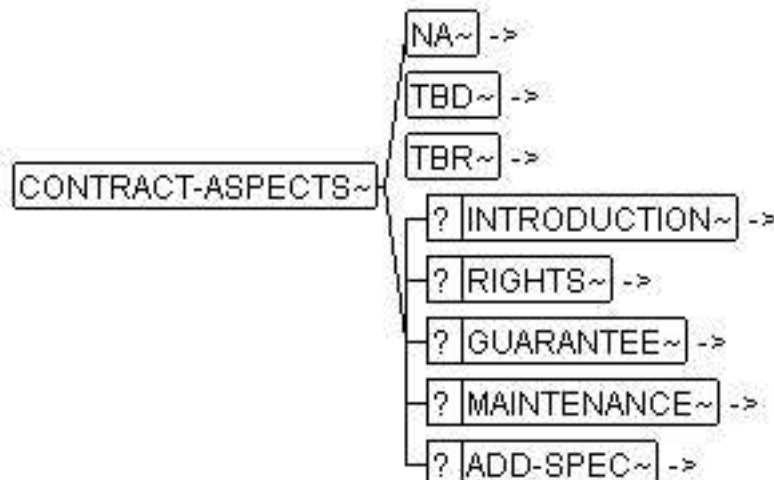 NA~ ->
TBD~ ->
TBR~ ->
CONTRACT-ASPECTS~
? INTRODUCTION~ ->
? RIGHTS~ ->
? GUARANTEE~ ->
? MAINTENANCE~ ->
? ADD-SPEC~ ->